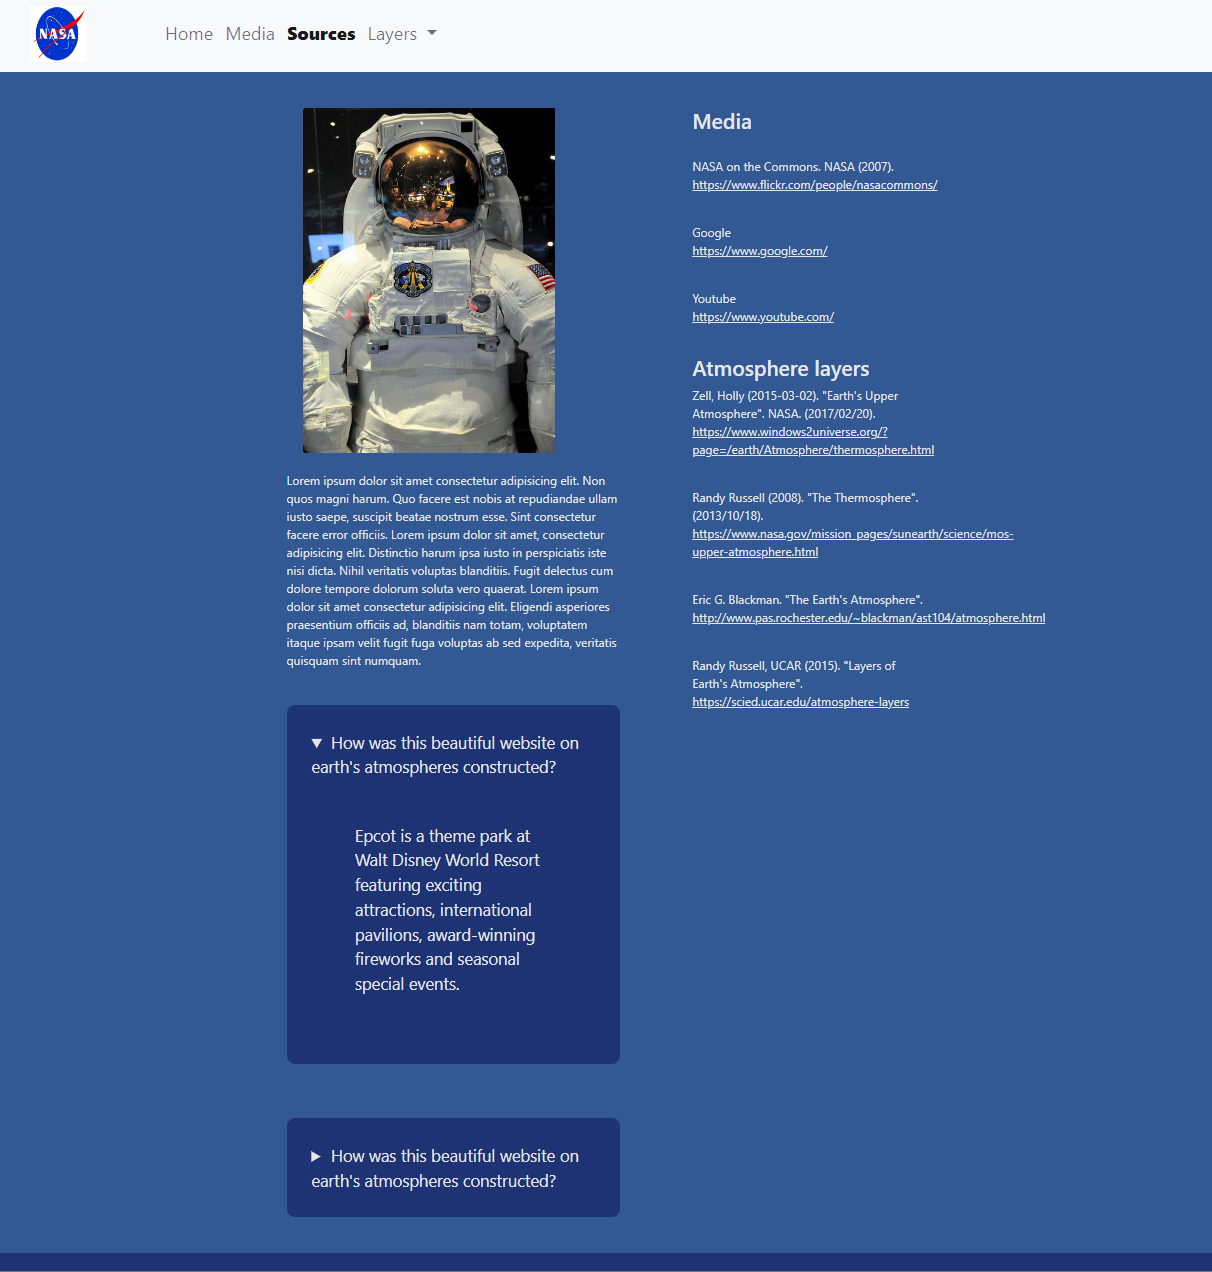 NASA
Home Media Sources Layers
Lorem ipsum dolor sit amet consectetur adipisicing elit. Non
quos magni harum. Quo facere est nobis at repudiandae ullam
iusto saepe, suscipit beatae nostrum esse. Sint consectetur
facere error officiis. Lorem ipsum dolor sit amet, consectetur
adipisicing elit. Distinctio harum ipsa iusto in perspiciatis iste
nisi dicta. Nihil veritatis voluptas blanditiis. Fugit delectus cum
dolore tempore dolorum soluta vero quaerat. Lorem ipsum
dolor sit amet consectetur adipisicing elit. Eligendi asperiores
praesentium officiis ad, blanditiis nam totam, voluptatem
itaque ipsam velit fugit fuga voluptas ab sed expedita, veritatis
quisquam sint numquam.
How was this beautiful website on
earth's atmospheres constructed?
Epcot is a theme park at
Walt Disney World Resort
featuring exciting
attractions, international
pavilions, award-winning
fireworks and seasonal
special events.
How was this beautiful website on
earth's atmospheres constructed?
Media
NASA on the Commons. NASA (2007).
https://www.flickr.com/people/nasacommons/
Google
https://www.google.com/
Youtube
https://www.youtube.com/
Atmosphere layers
Zell, Holly (2015-03-02). "Earth's Upper
Atmosphere". NASA. (2017/02/20).
https://www.windows2universe.org/?
page=/earth/Atmosphere/thermosphere.html
Randy Russell (2008). "The Thermosphere".
(2013/10/18).
https://www.nasa.gov/mission_pages/sunearth/science/mos-
upper-atmosphere.html
Eric G. Blackman. "The Earth's Atmosphere".
http://www.pas.rochester.edu/~blackman/ast104/atmosphere.html
Randy Russell, UCAR (2015). "Layers of
Earth's Atmosphere".
https://scied.ucar.edu/atmosphere-layers